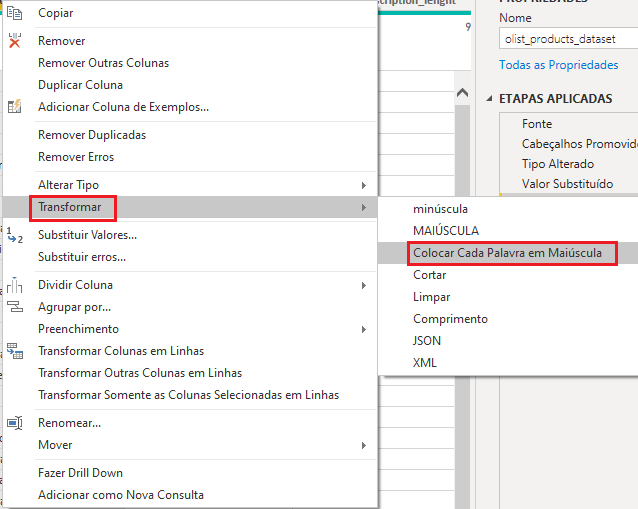 Copiar
Remover
Remover Outras Colunas
Duplicar Coluna
Adicionar Coluna de Exemplos...
Remover Duplicadas
Remover Erros
Alterar Tipo
Transformar
Substituir Valores...
Substituir erros...
Dividir Coluna
Agrupar por...
Preenchimento
Transformar Colunas em Linhas
Transformar Outras Colunas em Linhas
Transformar Somente as Colunas Selecionadas em Linhas
Renomear...
Mover
Fazer Drill Down
Adicionar como Nova Consulta
minúscula
MAIÚSCULA
Colocar Cada Palavra em Maiúscula
Cortar
Limpar
Comprimento
JSON
XML
scription_lenght
9
Nome
olist_products_dataset
Todas as Propriedades
ETAPAS APLICADAS
Fonte
Cabeçalhos Promovido
Tipo Alterado
Valor Substituído